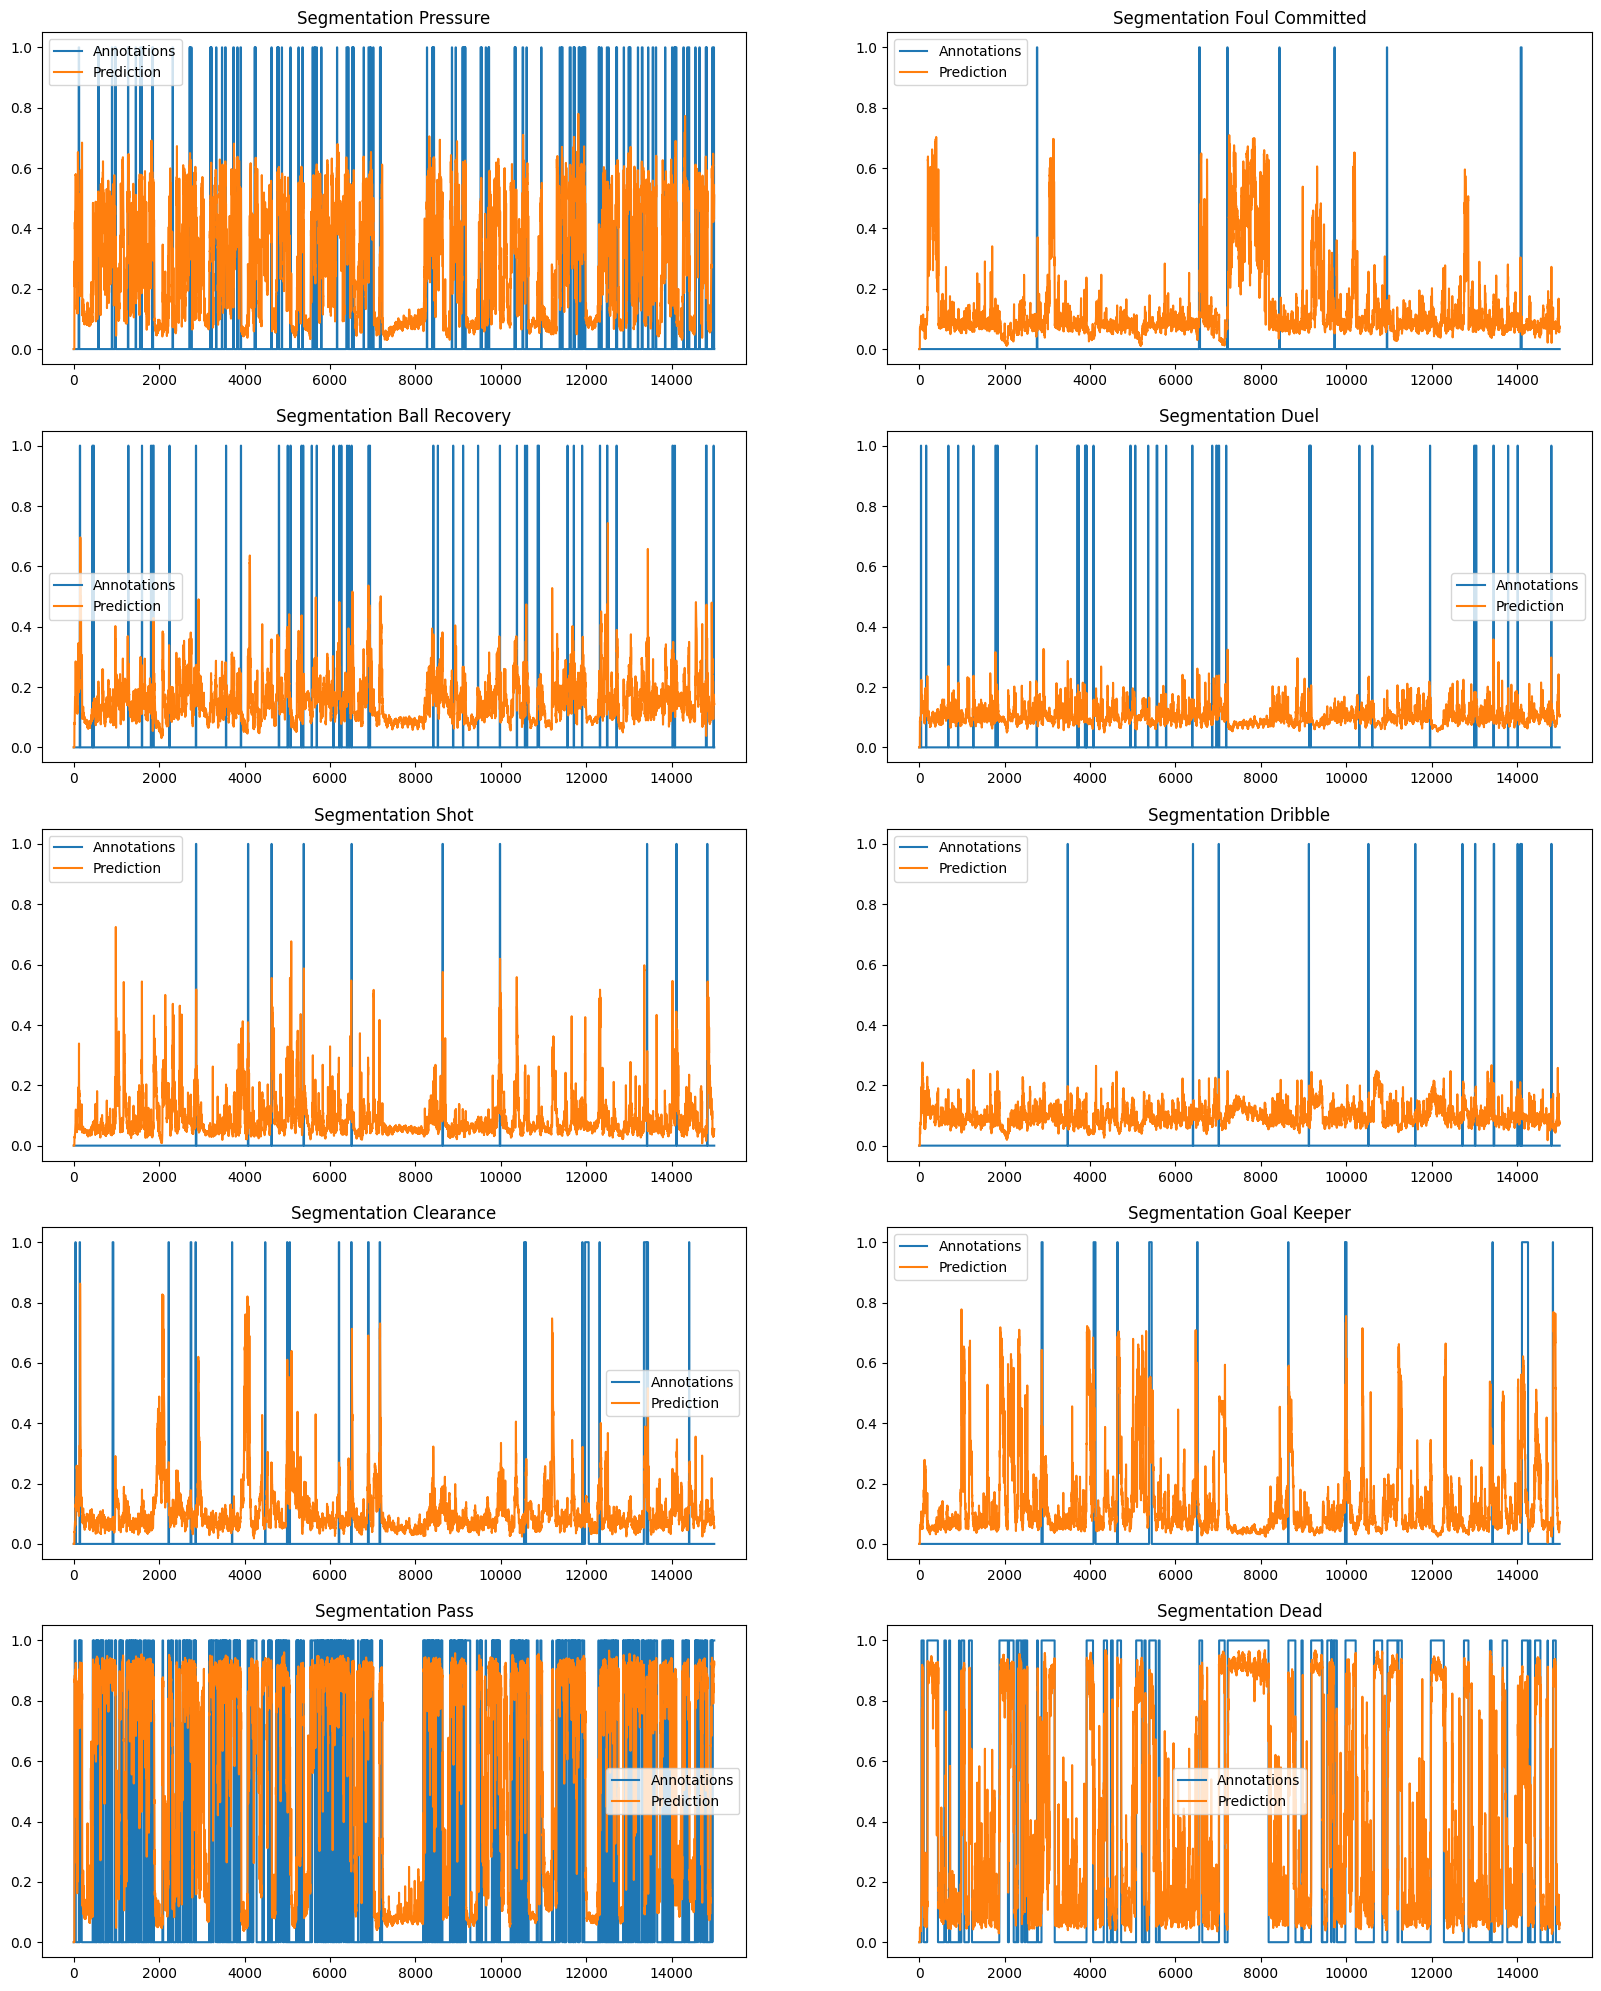 Segmentation Pressure
Annotations
Prediction
1.0
0.8
0.6
0.4
0.2
0.0
0 2000 4000 6000 8000 10000 12000 14000
Segmentation Foul Committed
Annotations
Prediction
1.0
0.8
0.6
0.4
0.2
0.0
0 2000 4000 6000 8000 10000 12000 14000
Segmentation Ball Recovery
Annotations
Prediction
1.0
0.8
0.6
0.4
0.2
0.0
0 2000 4000 6000 8000 10000 12000 14000
Segmentation Duel
Annotations
Prediction
1.0
0.8
0.6
0.4
0.2
0.0
0 2000 4000 6000 8000 10000 12000 14000
Segmentation Shot
Annotations
Prediction
1.0
0.8
0.6
0.4
0.2
0.0
0 2000 4000 6000 8000 10000 12000 14000
Segmentation Dribble
Annotations
Prediction
1.0
0.8
0.6
0.4
0.2
0.0
0 2000 4000 6000 8000 10000 12000 14000
Segmentation Clearance
Annotations
Prediction
1.0
0.8
0.6
0.4
0.2
0.0
0 2000 4000 6000 8000 10000 12000 14000
Segmentation Goal Keeper
Annotations
Prediction
1.0
0.8
0.6
0.4
0.2
0.0
0 2000 4000 6000 8000 10000 12000 14000
Segmentation Pass
Annotations
Prediction
1.0
0.8
0.6
0.4
0.2
0.0
0 2000 4000 6000 8000 10000 12000 14000
Segmentation Dead
Annotations
Prediction
1.0
0.8
0.6
0.4
0.2
0.0
0 2000 4000 6000 8000 10000 12000 14000